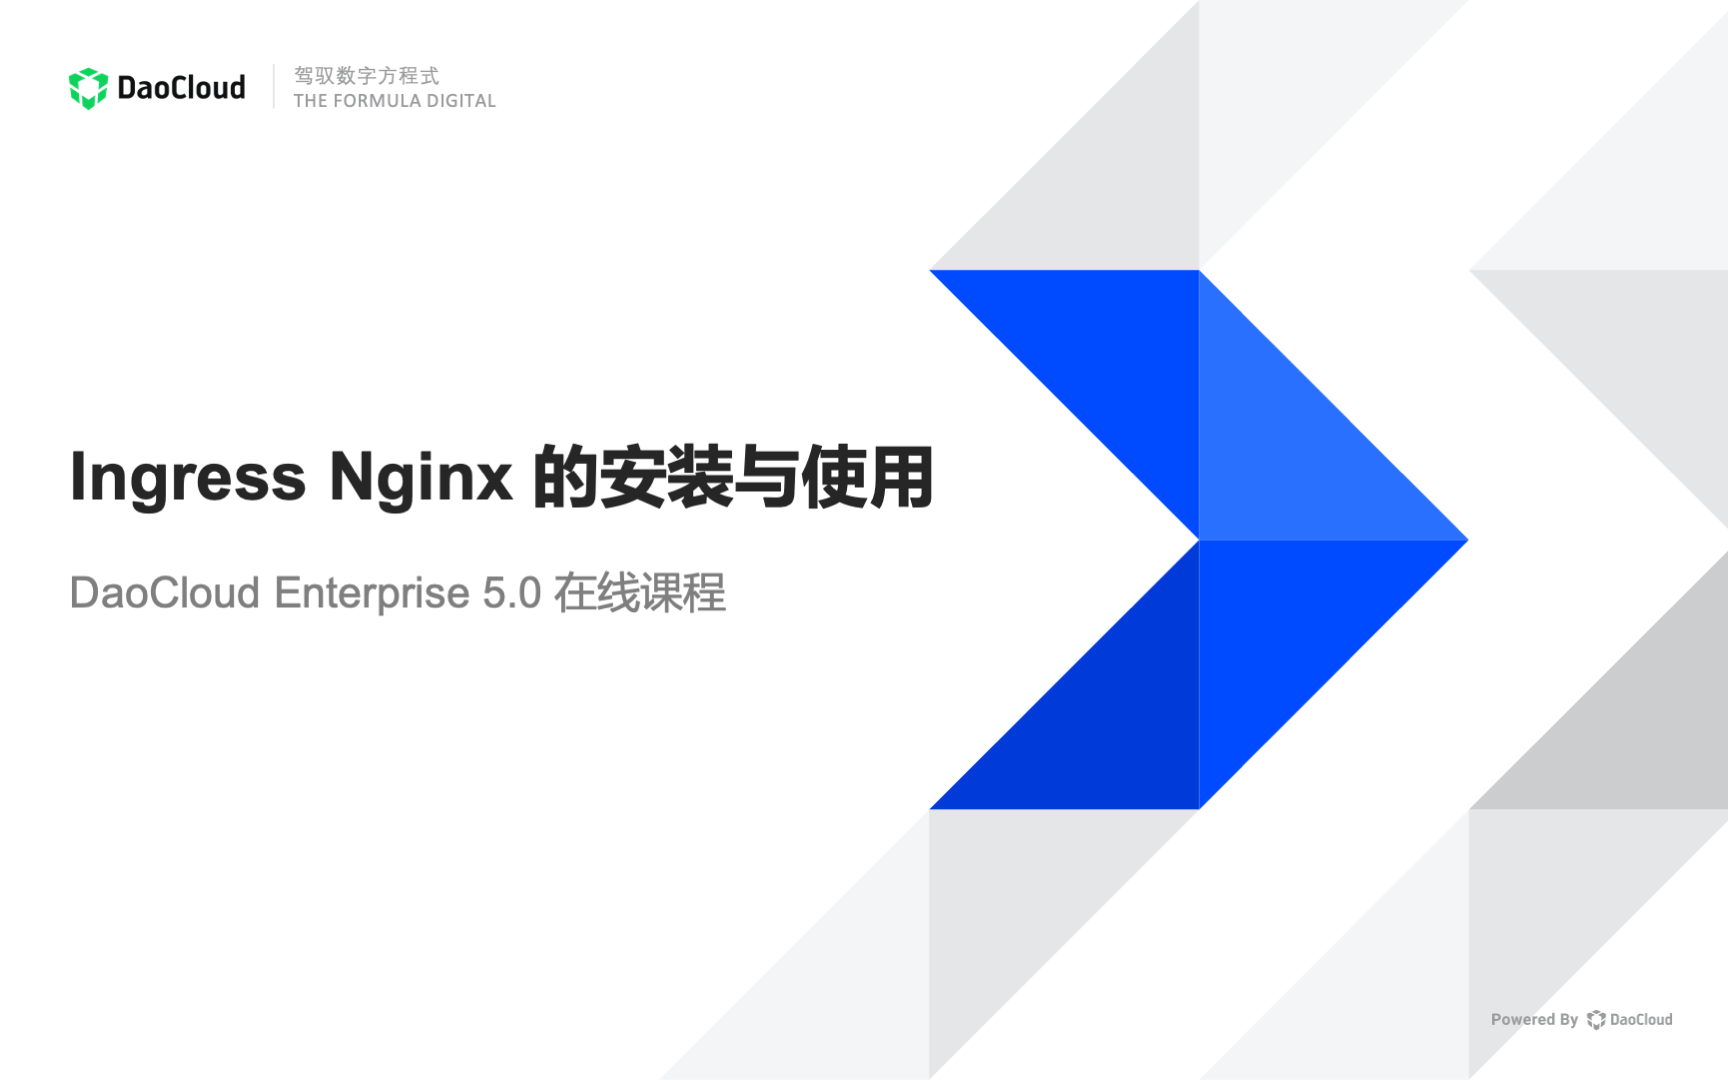 DaoCloud
驾驭数字方程式
THE FORMULA DIGITAL
Ingress Nginx 的安装与使用
DaoCloud Enterprise 5.0 在线课程
Powered By DaoCloud